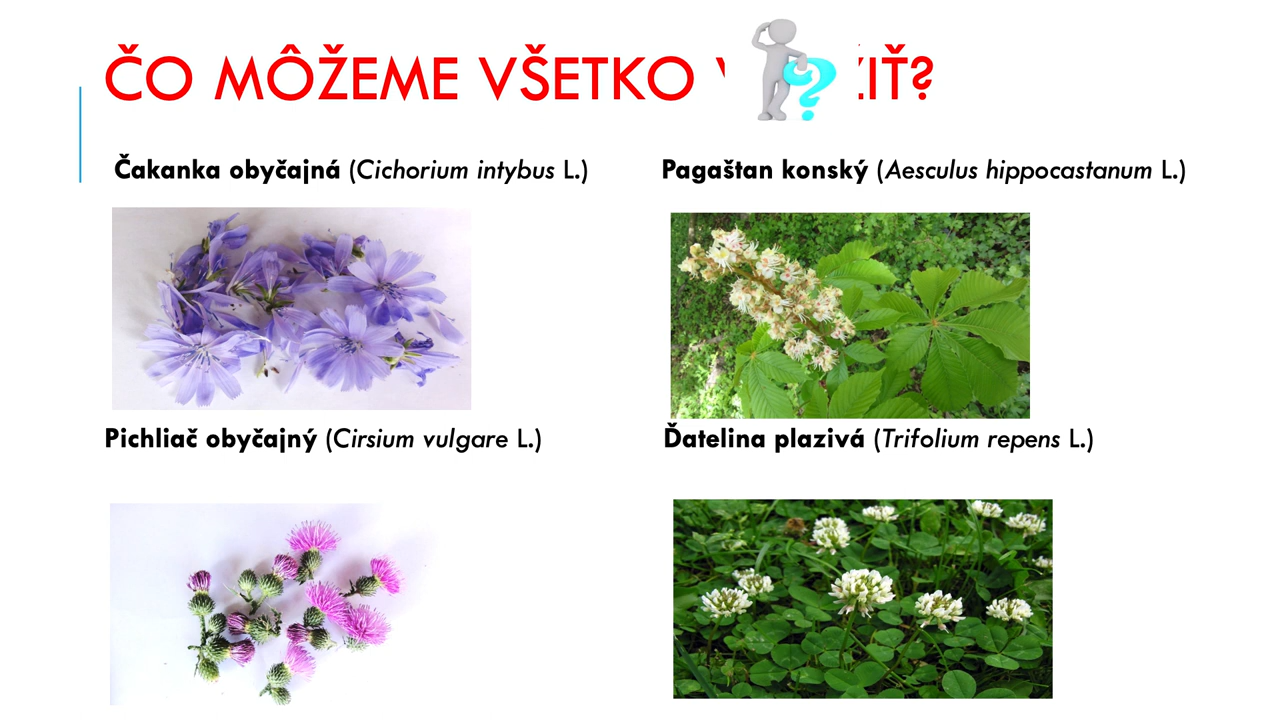 ČO MÔŽEME VŠETKO
Čakanka obyčajná (Cichorium intybus L.)
Pagaštan konský (Aesculus hippocastanum L.)
Pichliač obyčajný (Cirsium vulgare L.)
Ďatelina plazivá (Trifolium repens L.)